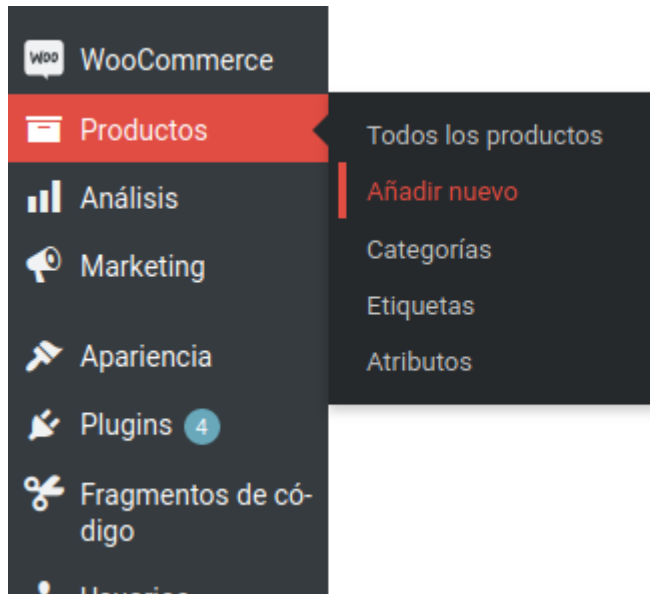 Woo WooCommerce
Productos
Análisis
Marketing
Apariencia
Plugins 4
Fragmentos de có-
digo
Usuarios
Todos los productos
Añadir nuevo
Categorías
Etiquetas
Atributos